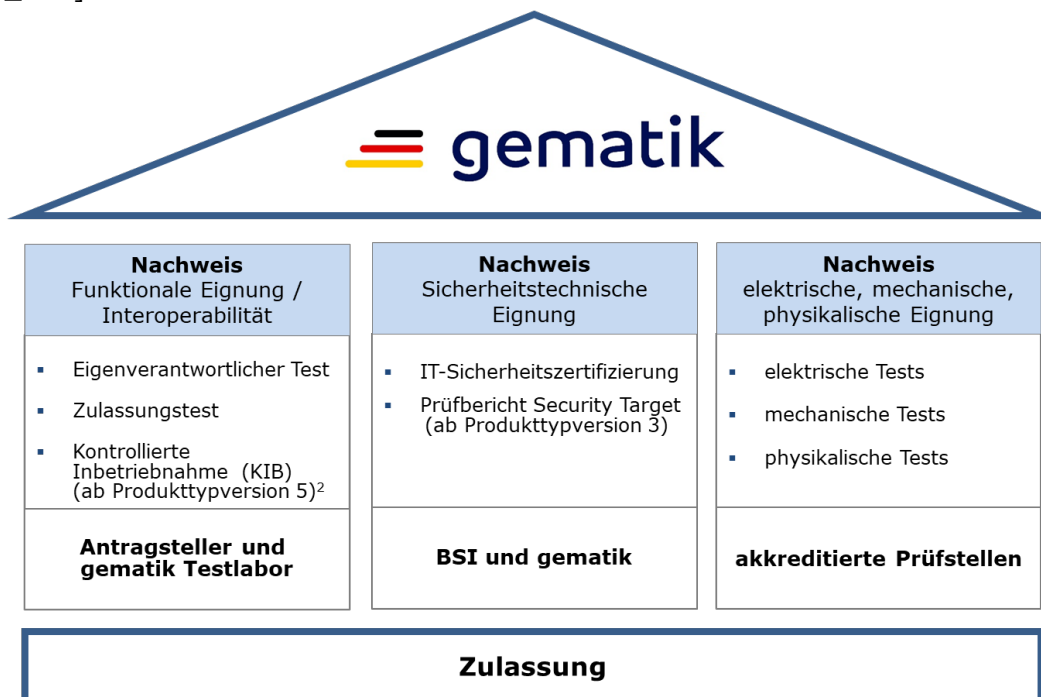 gematik
Nachweis
Funktionale Eignung /
Interoperabilität
▪ Eigenverantwortlicher Test
▪ Zulassungstest
▪ Kontrollierte
Inbetriebnahme (KIB)
(ab Produkttypversion 5)²
Antragsteller und
gematik Testlabor
Nachweis
Sicherheitstechnische
Eignung
▪ IT-Sicherheitszertifizierung
▪ Prüfbericht Security Target
(ab Produkttypversion 3)
BSI und gematik
Nachweis
elektrische, mechanische,
physikalische Eignung
▪ elektrische Tests
▪ mechanische Tests
▪ physikalische Tests
akkreditierte Prüfstellen
Zulassung